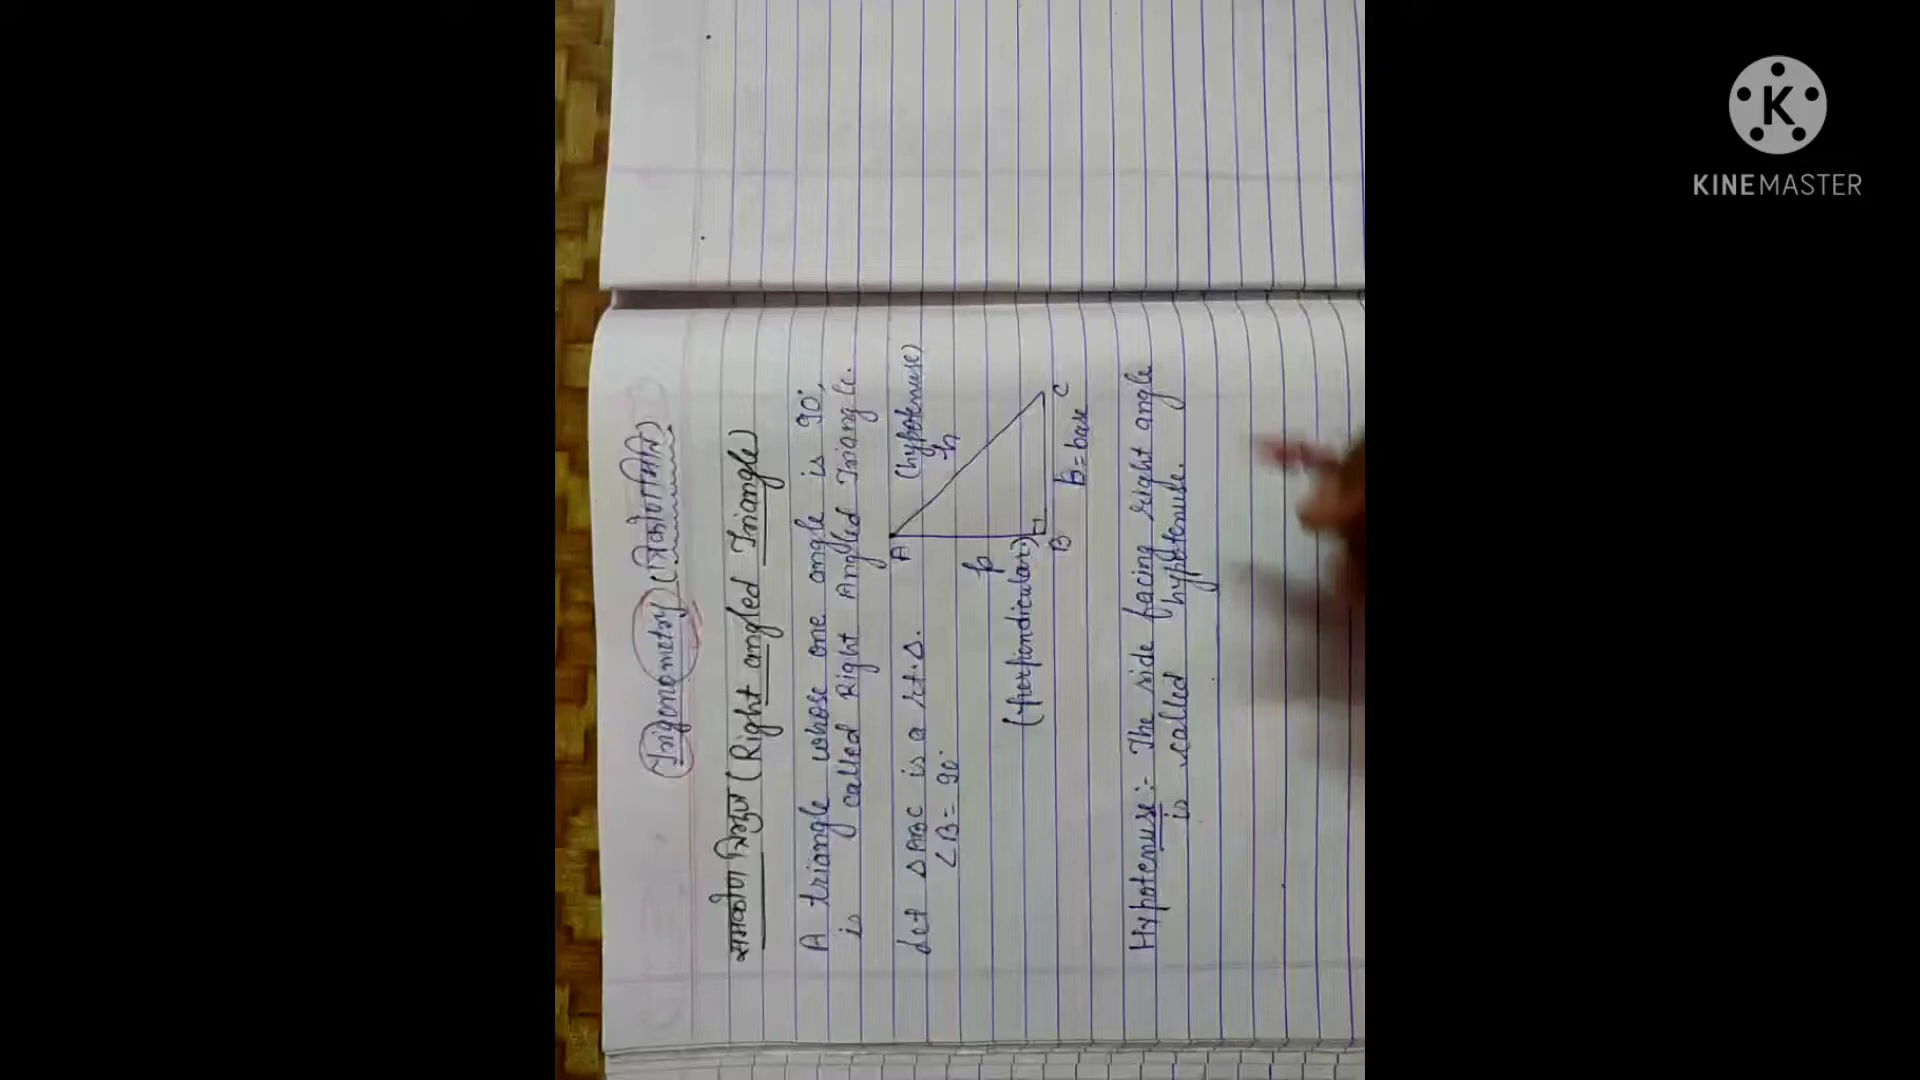 Trigonometry (त्रिकोणमिति)
समकोण त्रिभुज (Right angled Triangle)
A triangle whose one angle is 90°,
is called Right Angled Triangle.
Let ΔABC is a rt.Δ.
∠B = 90°
A
(hypotenuse)
h
p
(perpendicular)
B
C
b = base
Hypotenuse:- The side facing right angle
is called hypotenuse.
K
KINEMASTER